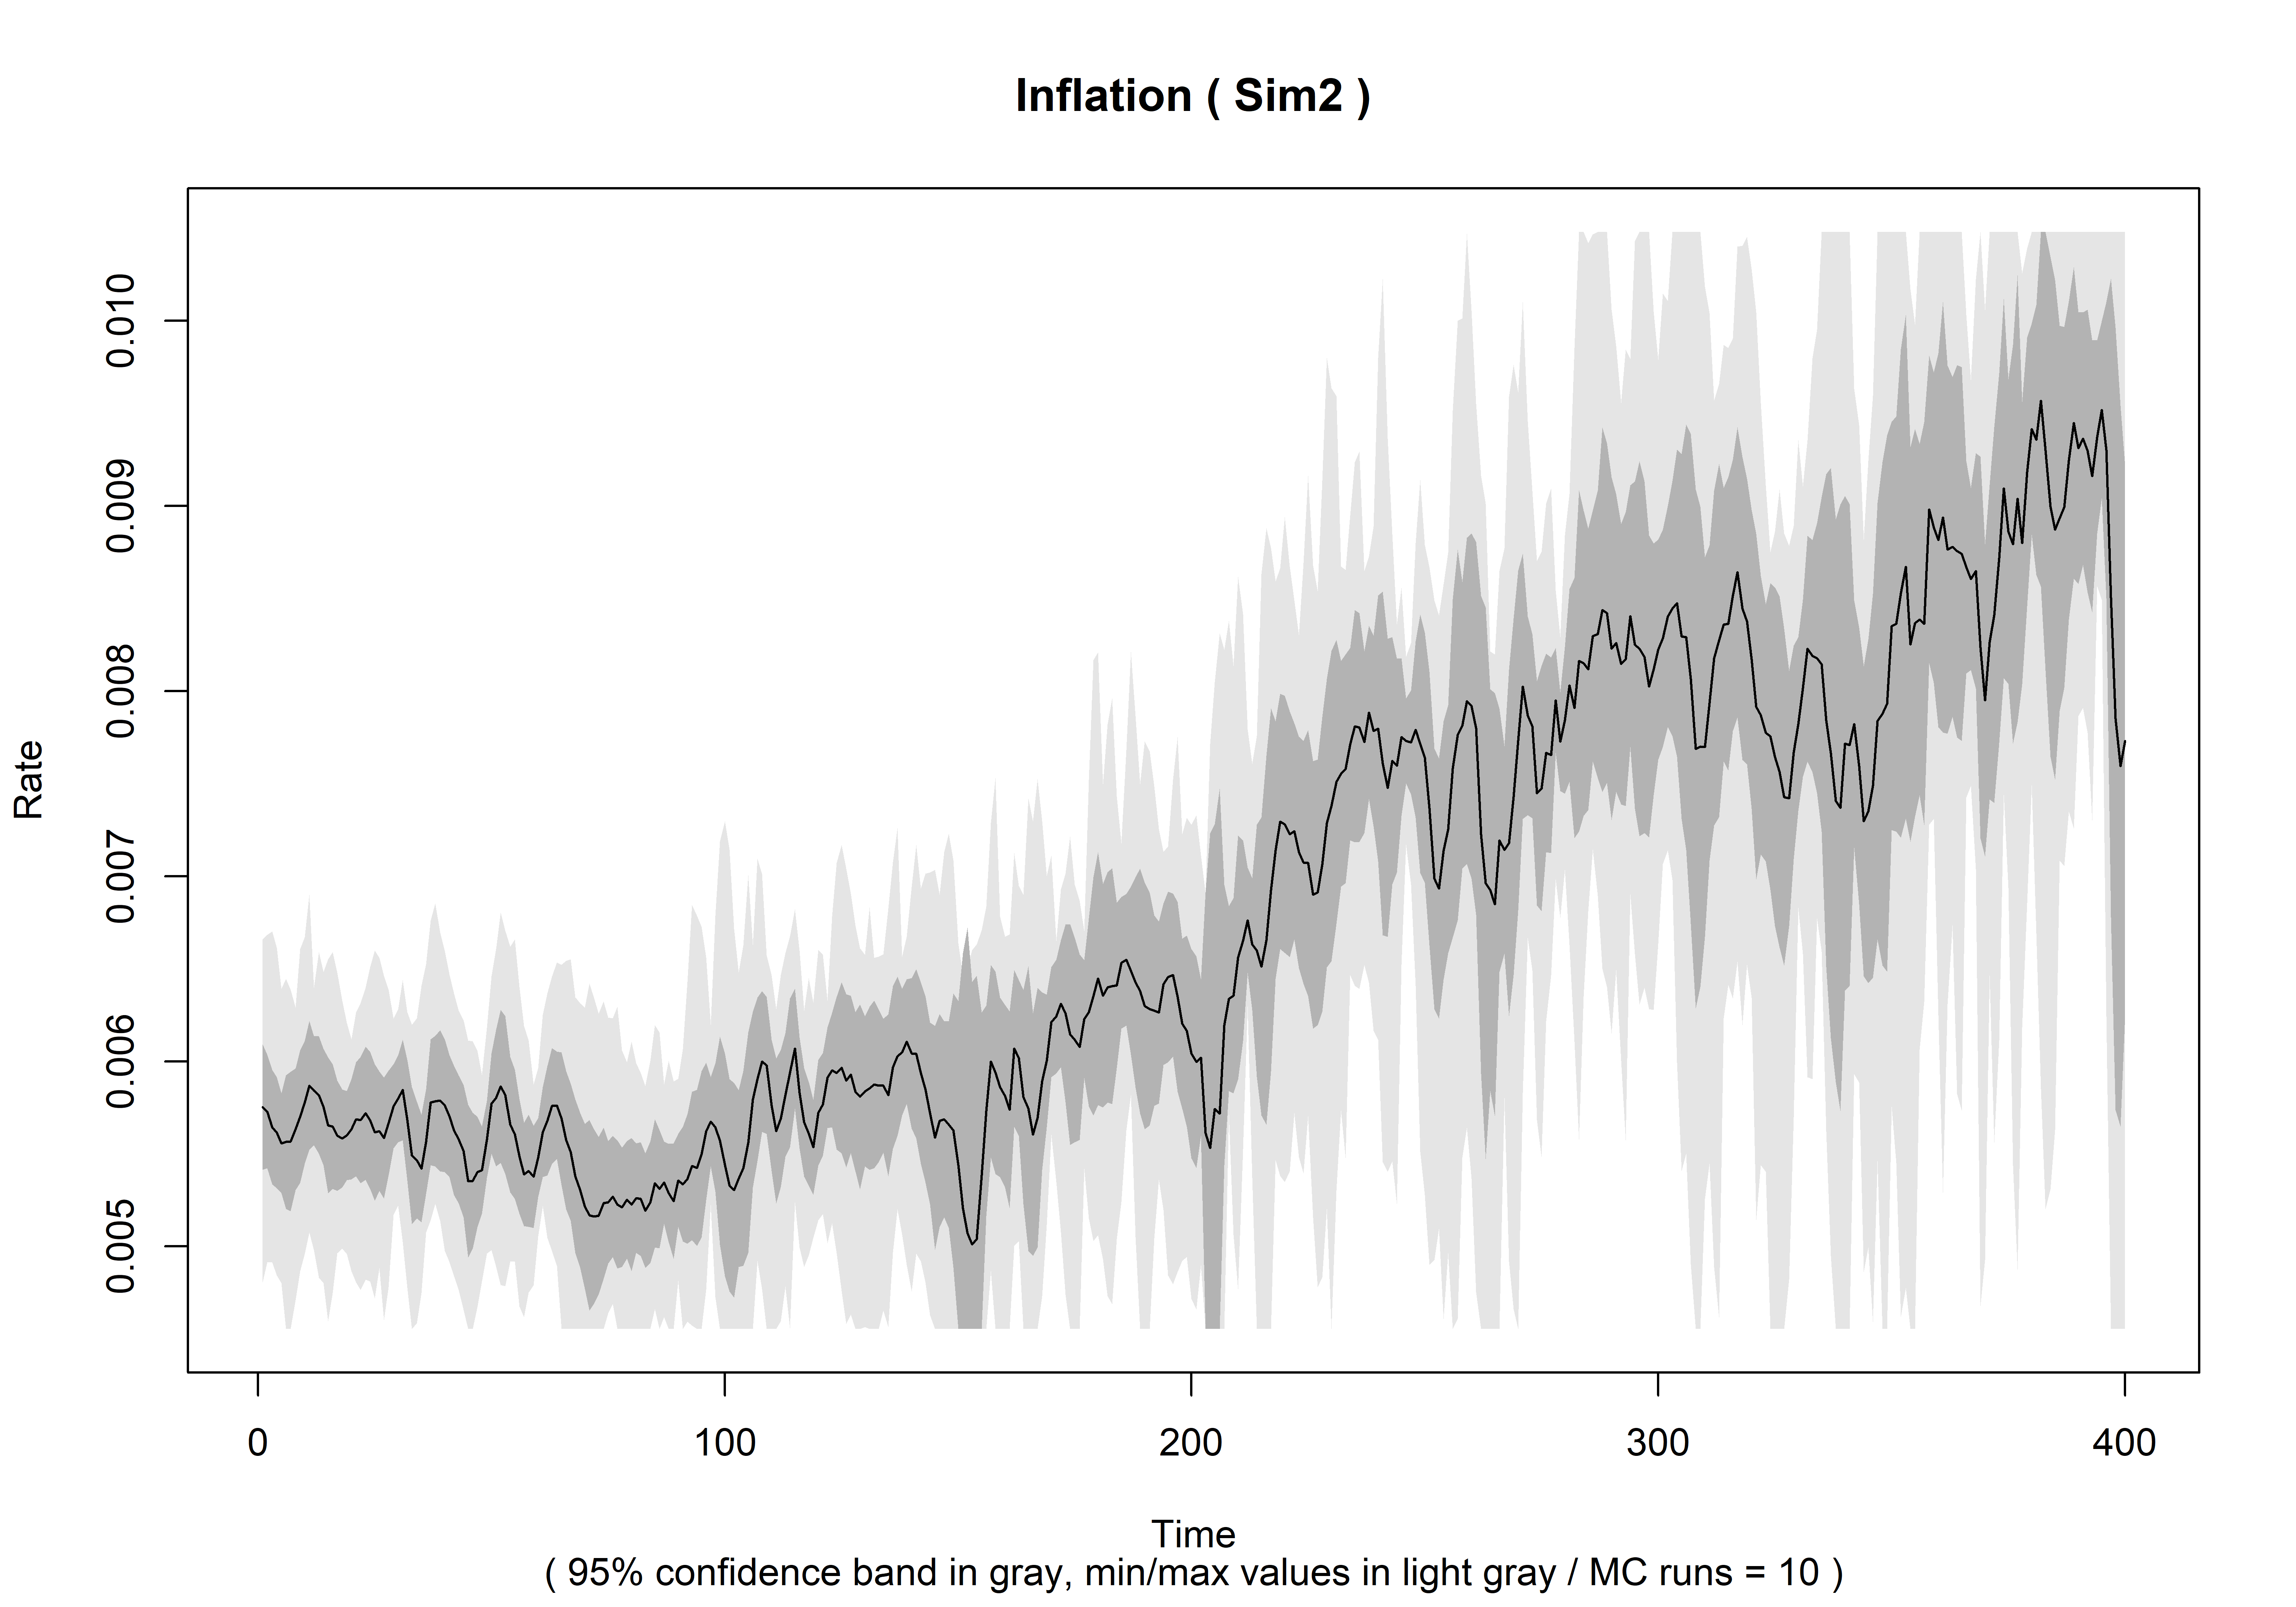 Inflation ( Sim2 )
Rate
0.010
0.009
0.008
0.007
0.006
0.005
0 100 200 300 400
Time
( 95% confidence band in gray, min/max values in light gray / MC runs = 10 )